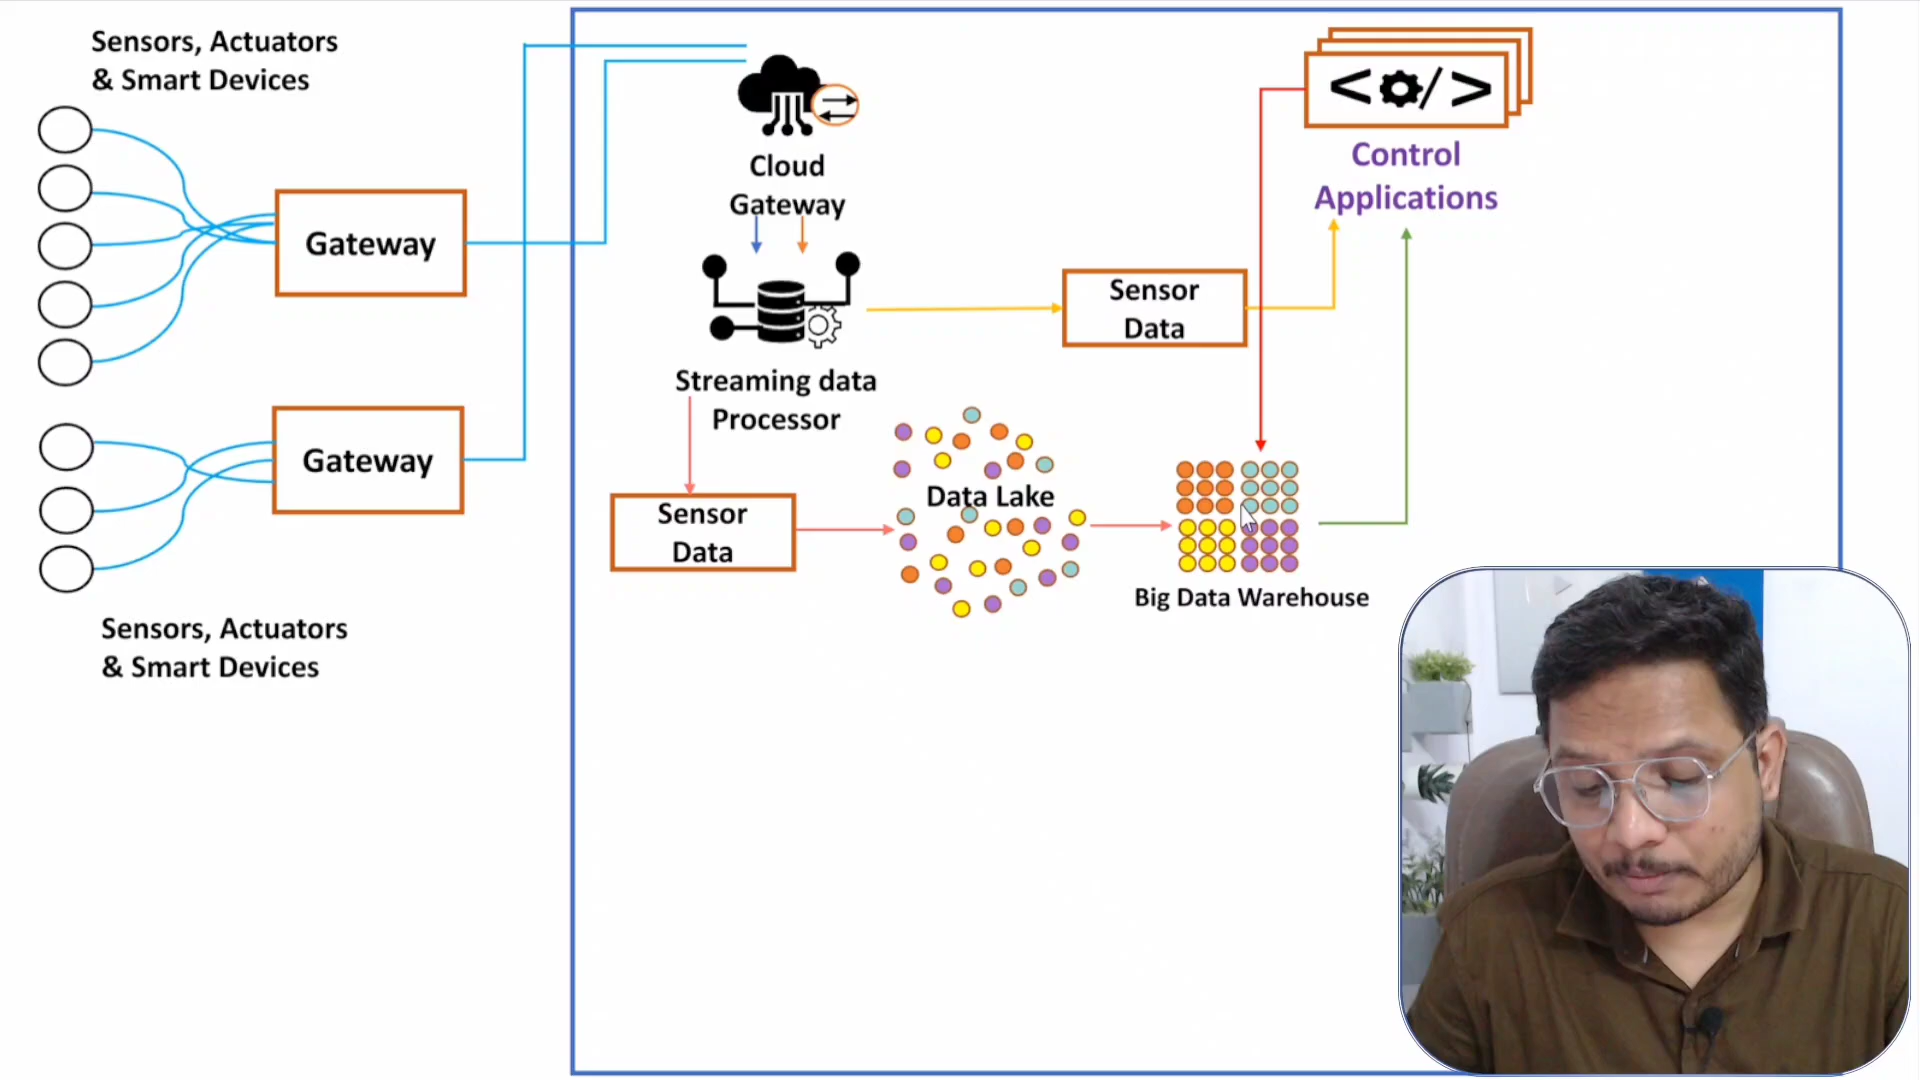 Sensors, Actuators
& Smart Devices
Gateway
Gateway
Sensors, Actuators
& Smart Devices
Cloud
Gateway
Streaming data
Processor
Sensor
Data
Sensor
Data
Data Lake
Big Data Warehouse
Control
Applications